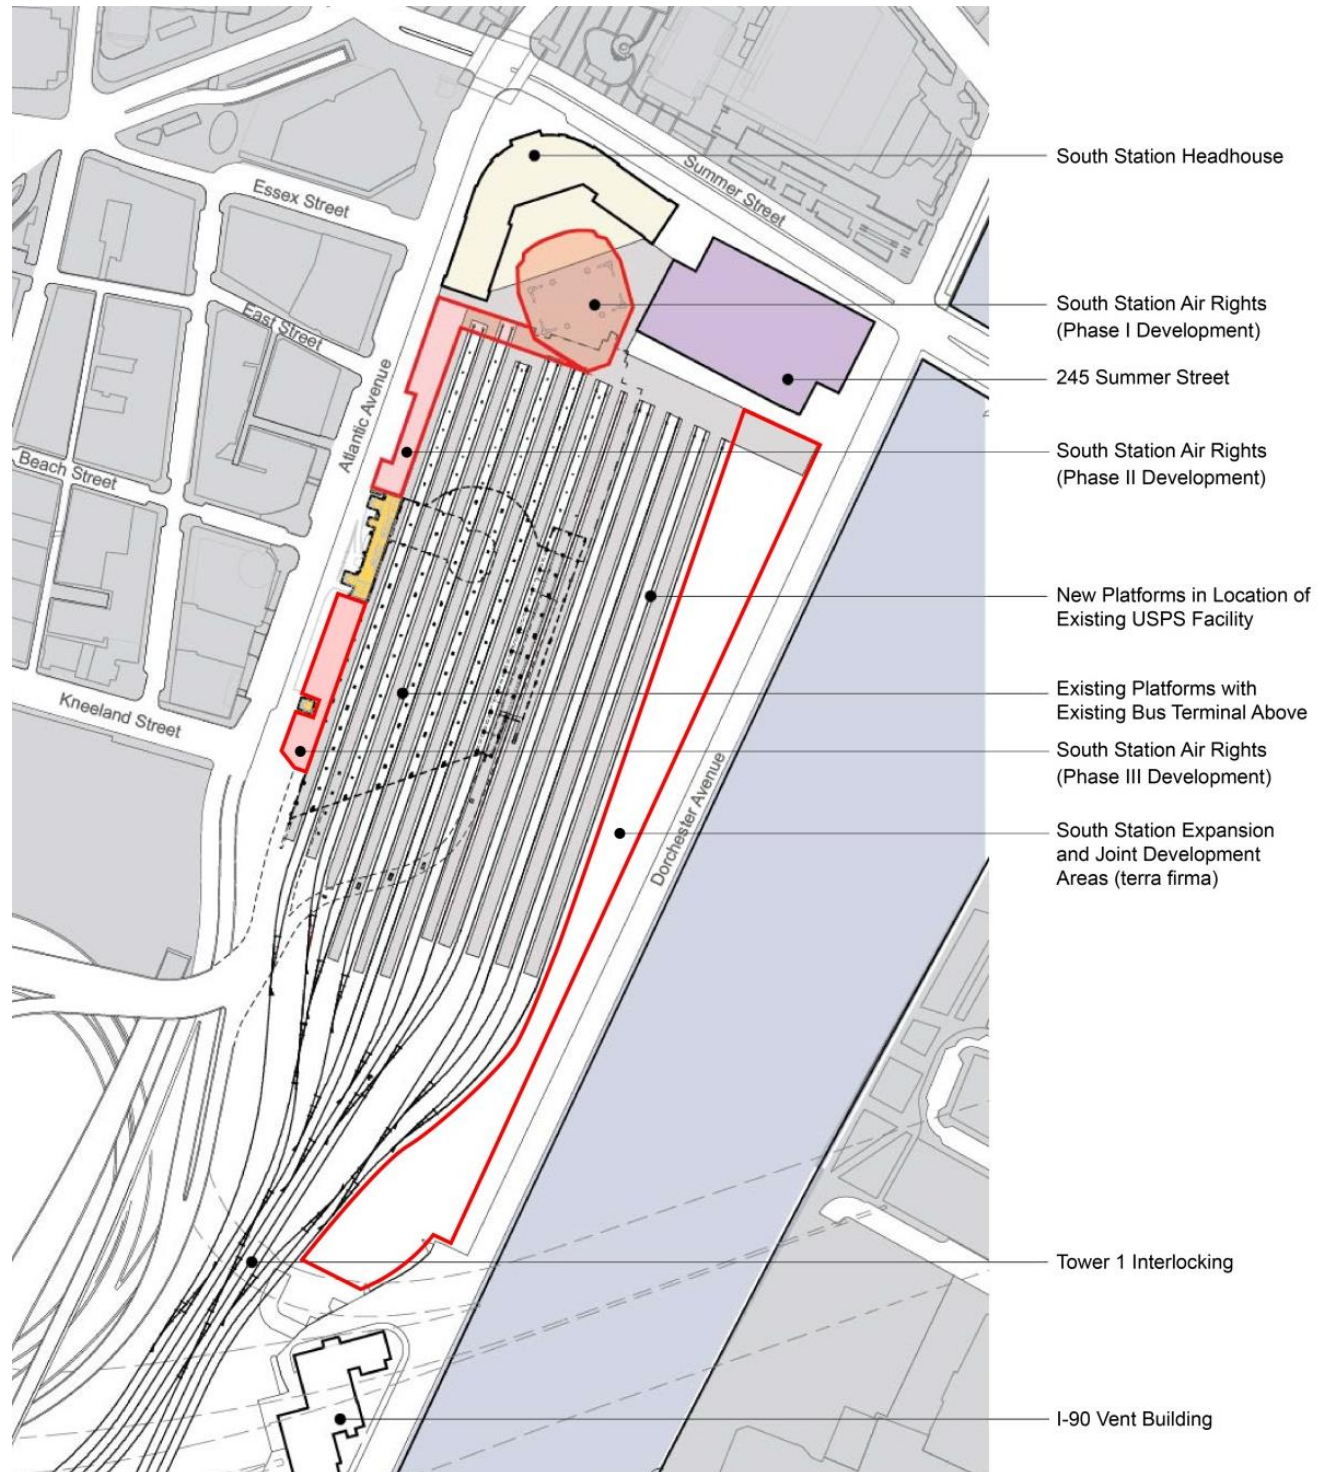 South Station Headhouse
Summer Street
Essex Street
South Station Air Rights
(Phase I Development)
East Street
245 Summer Street
Atlantic Avenue
South Station Air Rights
(Phase II Development)
Beach Street
New Platforms in Location of
Existing USPS Facility
Existing Platforms with
Existing Bus Terminal Above
Kneeland Street
South Station Air Rights
(Phase III Development)
Dorchester Avenue
South Station Expansion
and Joint Development
Areas (terra firma)
Tower 1 Interlocking
I-90 Vent Building